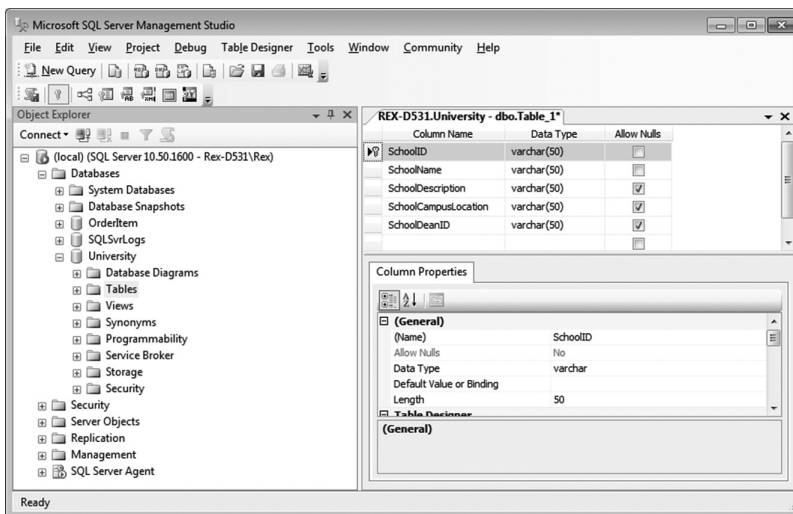 Microsoft SQL Server Management Studio
File Edit View Project Debug Table Designer Tools Window Community Help
New Query
Object Explorer
Connect
(local) (SQL Server 10.50.1600 - Rex-D531\Rex)
Databases
System Databases
Database Snapshots
OrderItem
SQLSvrLogs
University
Database Diagrams
Tables
Views
Synonyms
Programmability
Service Broker
Storage
Security
Security
Server Objects
Replication
Management
SQL Server Agent
REX-D531.University - dbo.Table_1*
Column Name Data Type Allow Nulls
SchoolID varchar(50)
SchoolName varchar(50)
SchoolDescription varchar(50)
SchoolCampusLocation varchar(50)
SchoolDeanID varchar(50)
Column Properties
(General)
(Name) SchoolID
Allow Nulls No
Data Type varchar
Default Value or Binding
Length 50
Table Designer
(General)
Ready